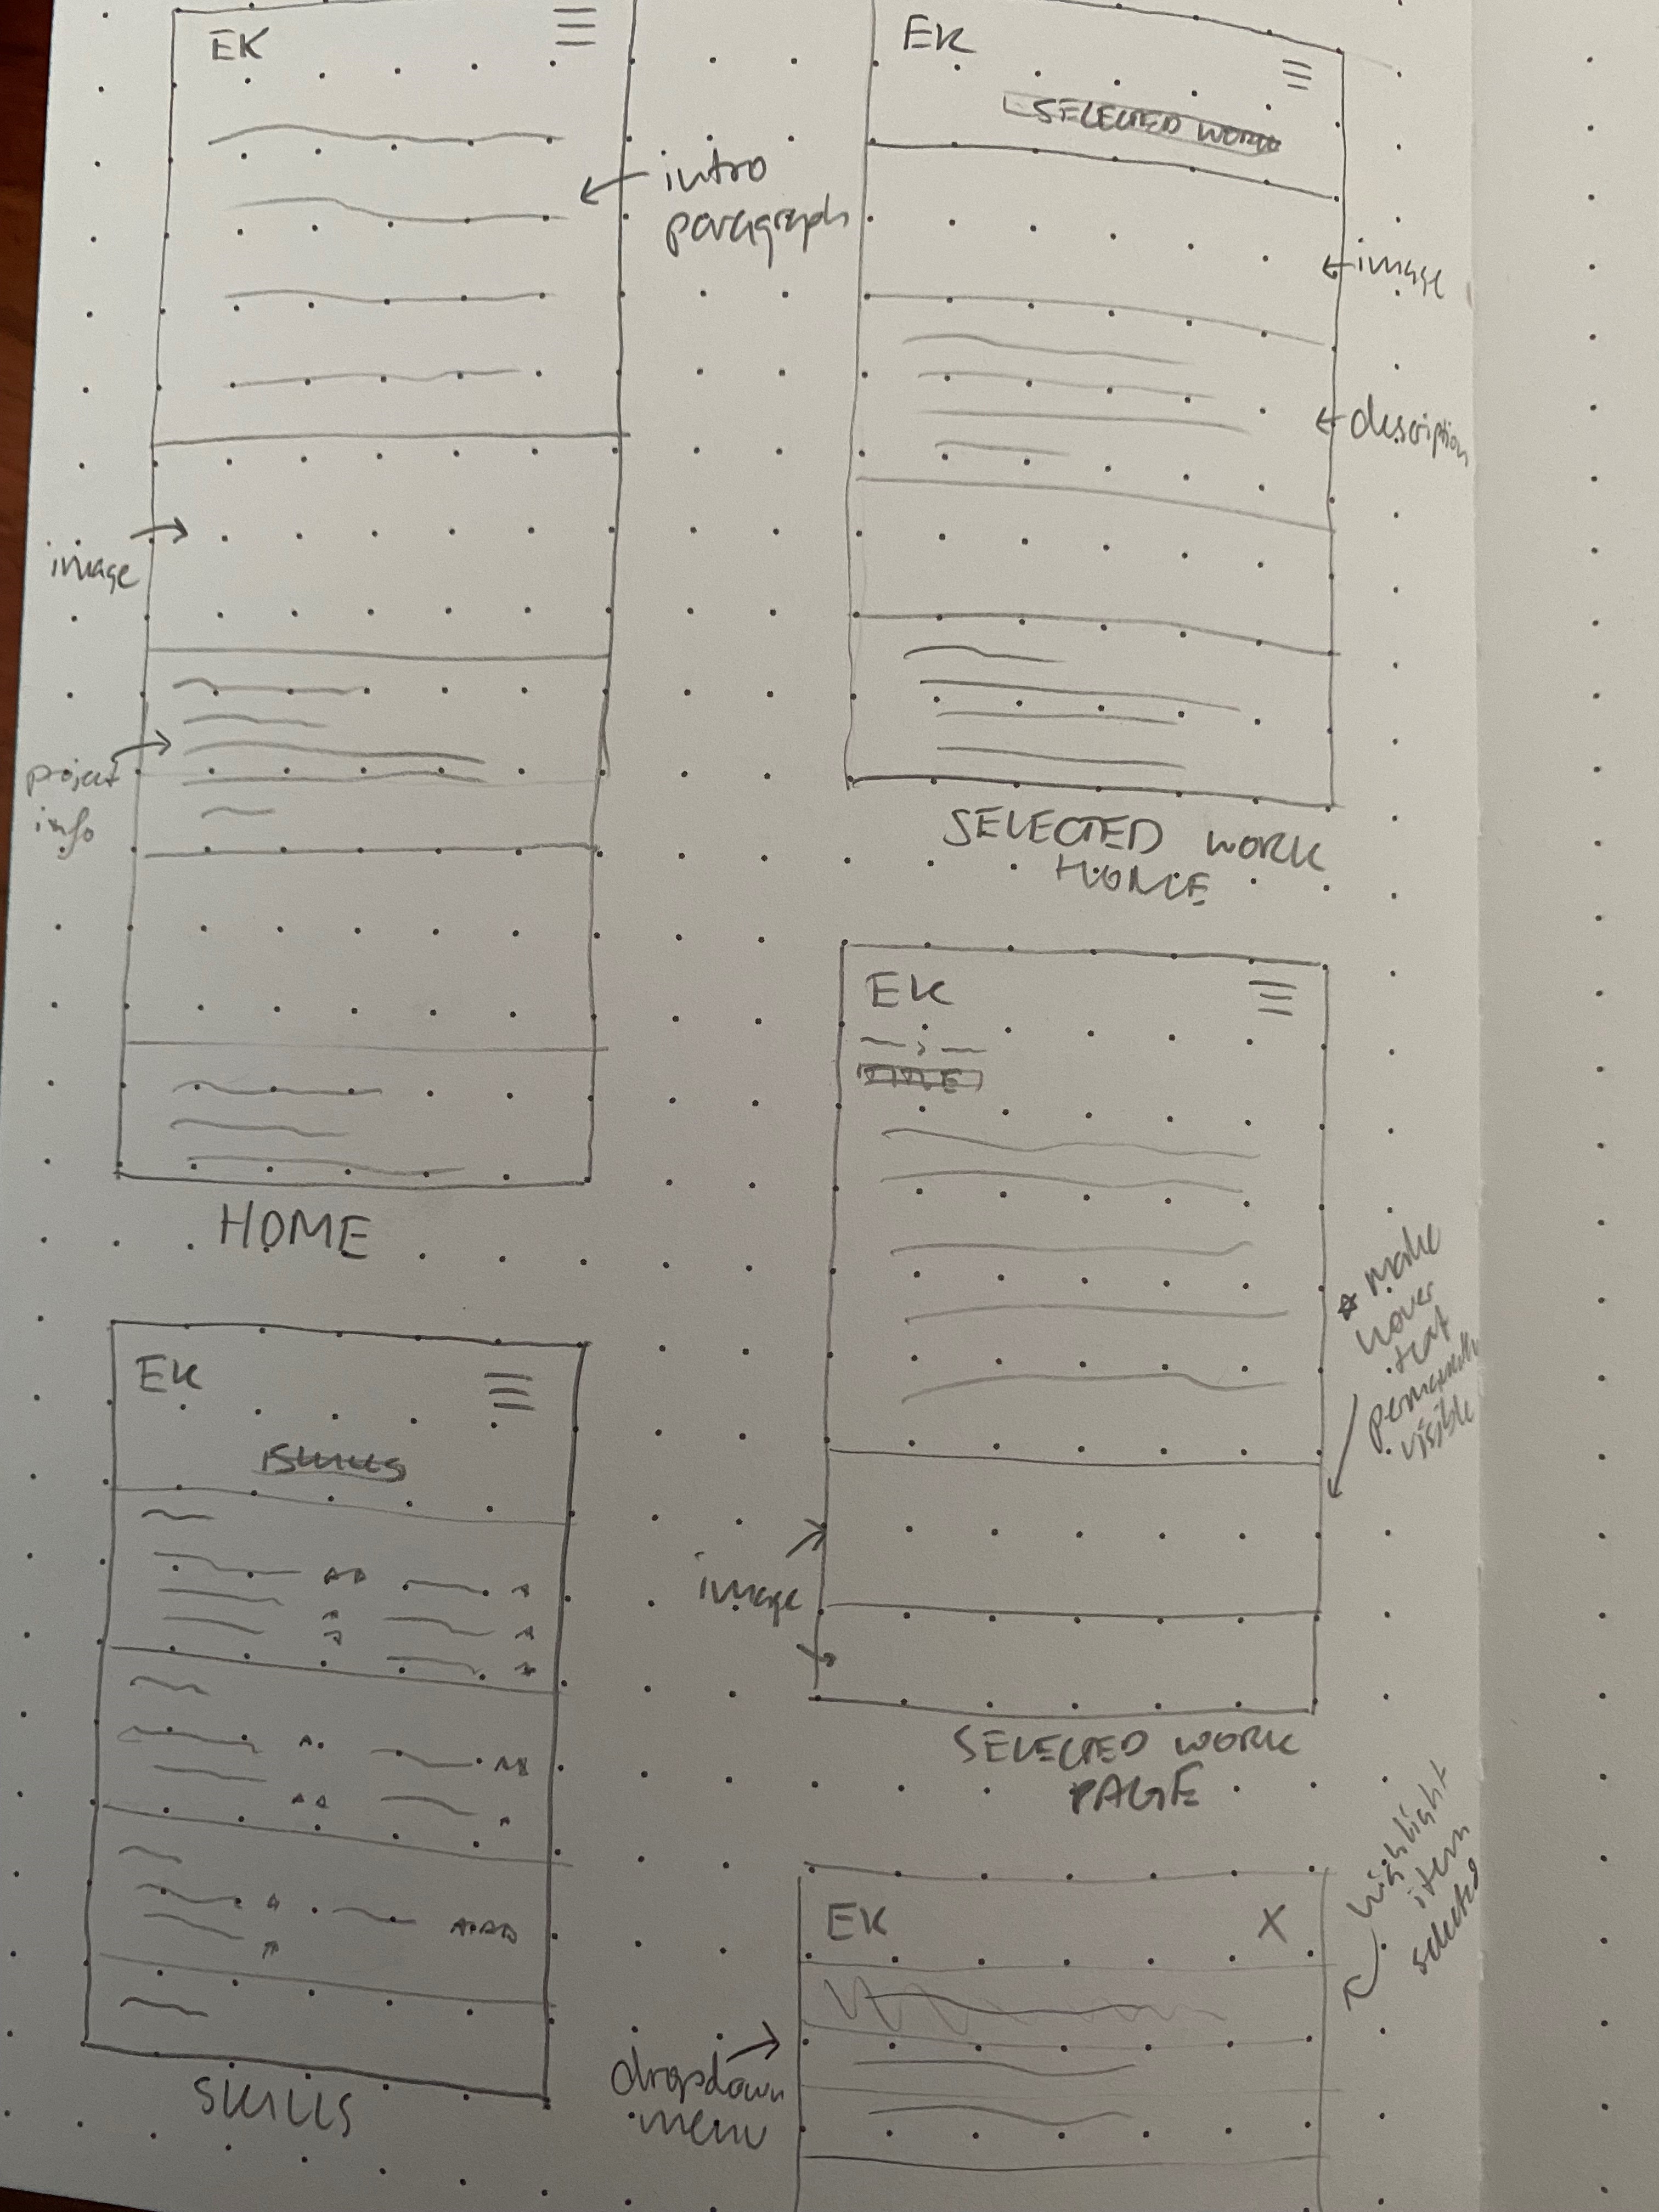 EK
intro
paragraph
image
project
info
HOME
EK
SELECTED WORK
image
description
SELECTED WORK
HOME
EK
TITLE
* make
hover
text
permanently
visible
image
SELECTED WORK
PAGE
EK
SKILLS
SKILLS
EK X
highlight
item
selected
dropdown
menu